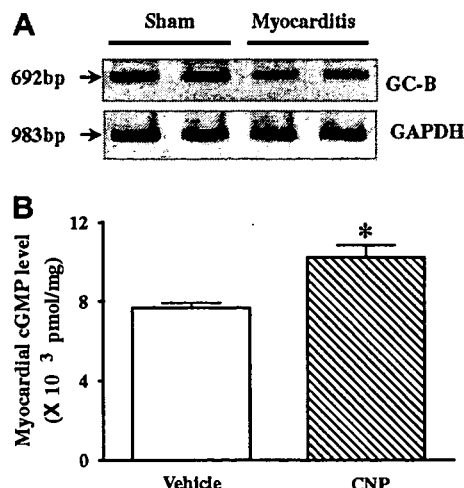 A
Sham Myocarditis
692bp GC-B
983bp GAPDH
B
Myocardial cGMP level
(X 10 3 pmol/mg)
12
8
4
0
*
Vehicle CNP